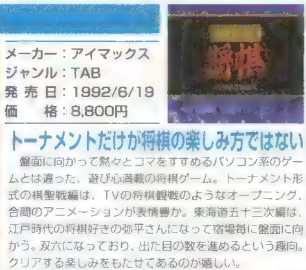 メーカー：アイマックス
ジャンル：TAB
発 売 日：1992/6/19
価　　格：8,800円
将棋
トーナメントだけが将棋の楽しみ方ではない
　盤面に向かって黙々とコマをすすめるパソコン系のゲー
ムとは違った、遊び心満載の将棋ゲーム。トーナメント形
式の棋聖戦編は、TVの将棋観戦のようなオープニング、
合間のアニメーションが表情豊か。東海道五十三次編は、
江戸時代の将棋好きの弥平さんになって宿場毎に盤面に向
かう。双六になっており、出た目の数を進めるという趣向。
クリアする楽しみをもたせてあるのが嬉しい。